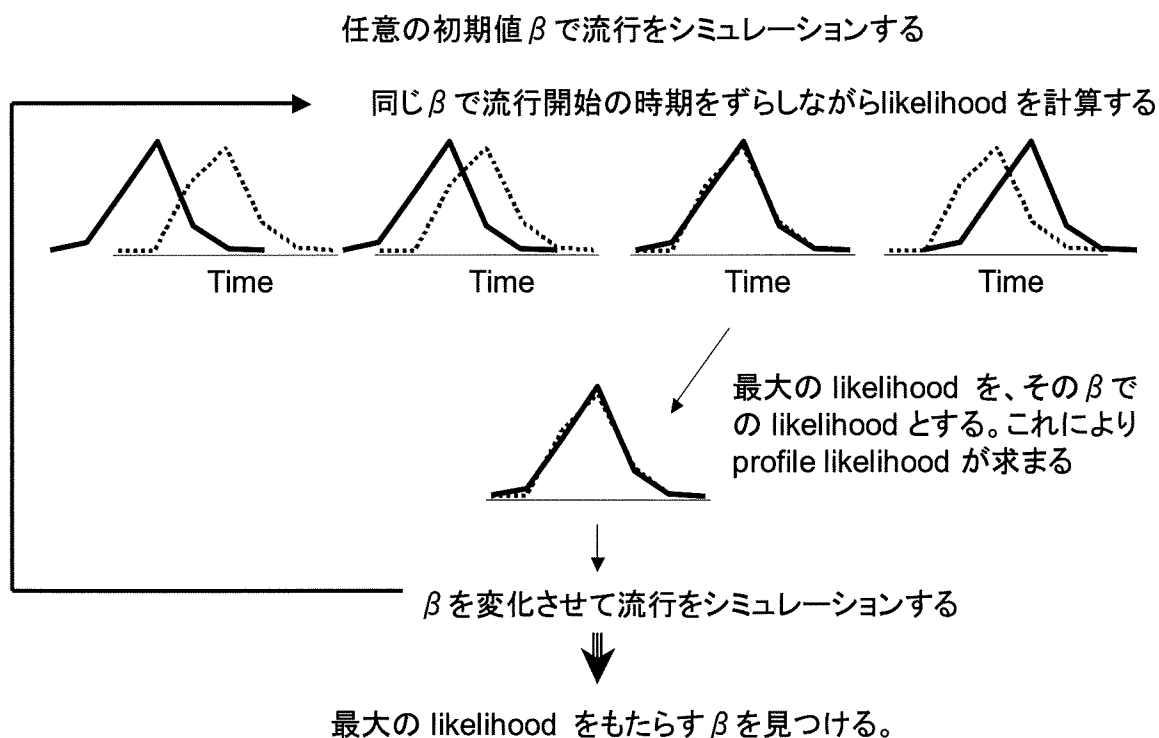 任意の初期値βで流行をシミュレーションする
同じβで流行開始の時期をずらしながらlikelihood を計算する
Time
Time
Time
Time
最大の likelihood を、そのβで
の likelihood とする。これにより
profile likelihood が求まる
βを変化させて流行をシミュレーションする
最大の likelihood をもたらすβを見つける。